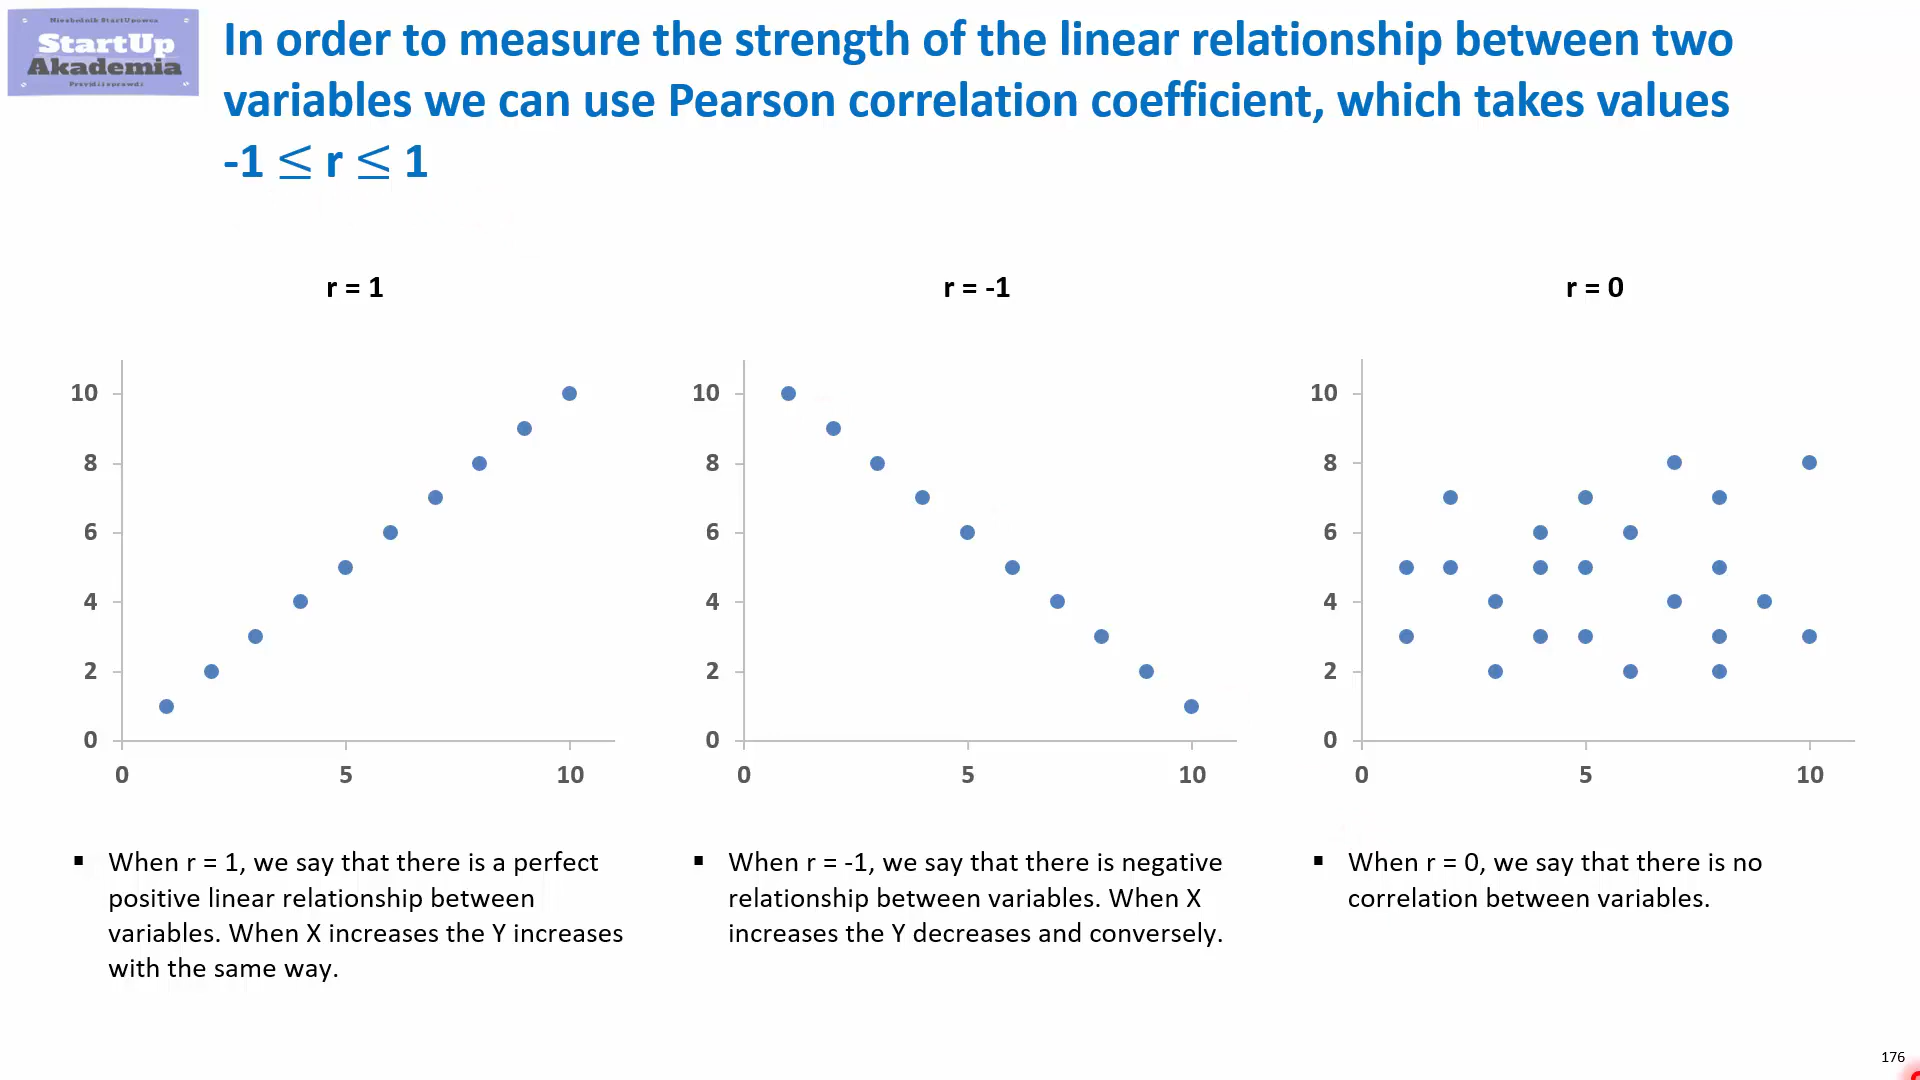 Niezbędnik StartUpowca
StartUp
Akademia
In order to measure the strength of the linear relationship between two
variables we can use Pearson correlation coefficient, which takes values
-1 ≤ r ≤ 1
r = 1
r = -1
r = 0
10
8
6
4
2
0
0 5 10
10
8
6
4
2
0
0 5 10
10
8
6
4
2
0
0 5 10
▪ When r = 1, we say that there is a perfect
positive linear relationship between
variables. When X increases the Y increases
with the same way.
▪ When r = -1, we say that there is negative
relationship between variables. When X
increases the Y decreases and conversely.
▪ When r = 0, we say that there is no
correlation between variables.
176